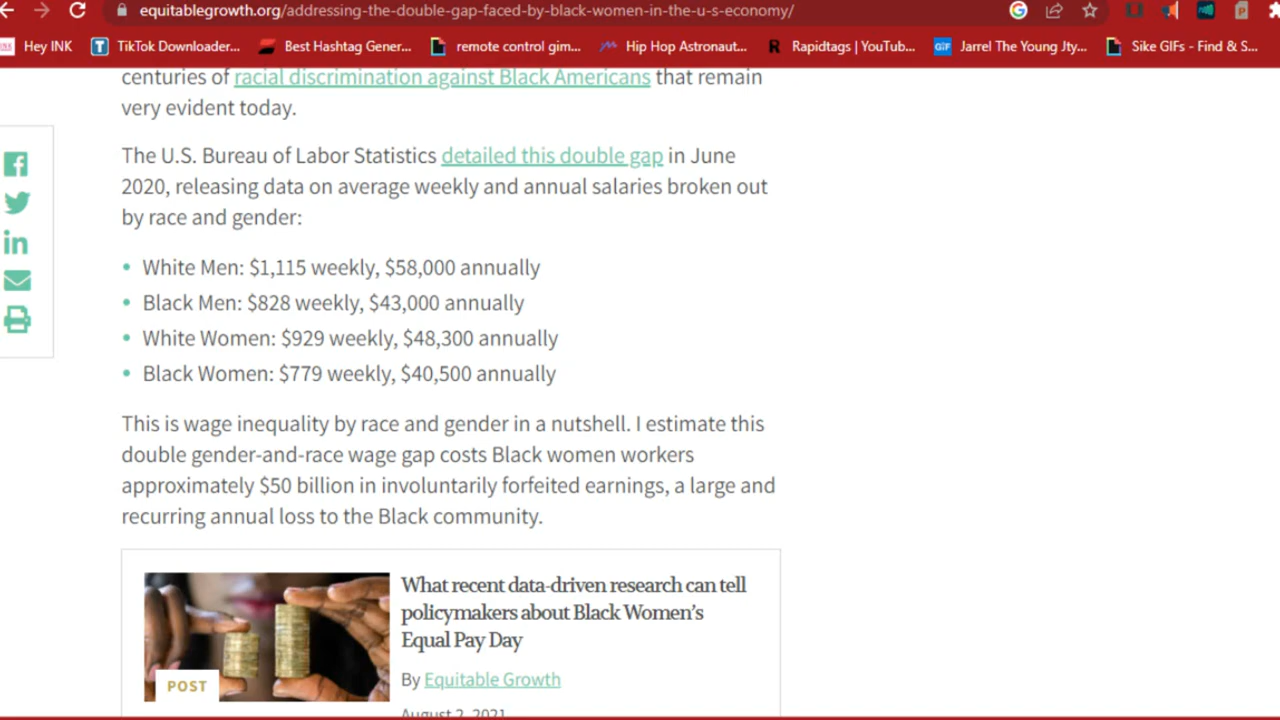 equitablegrowth.org/addressing-the-double-gap-faced-by-black-women-in-the-u-s-economy/
INK Hey INK T TikTok Downloader... Best Hashtag Gener... remote control gim... Hip Hop Astronaut... R Rapidtags | YouTub... GIF Jarrel The Young Jty... Sike GIFs - Find & S...
centuries of racial discrimination against Black Americans that remain
very evident today.
The U.S. Bureau of Labor Statistics detailed this double gap in June
2020, releasing data on average weekly and annual salaries broken out
by race and gender:
• White Men: $1,115 weekly, $58,000 annually
• Black Men: $828 weekly, $43,000 annually
• White Women: $929 weekly, $48,300 annually
• Black Women: $779 weekly, $40,500 annually
This is wage inequality by race and gender in a nutshell. I estimate this
double gender-and-race wage gap costs Black women workers
approximately $50 billion in involuntarily forfeited earnings, a large and
recurring annual loss to the Black community.
What recent data-driven research can tell
policymakers about Black Women's
Equal Pay Day
By Equitable Growth
POST
August 2, 2021